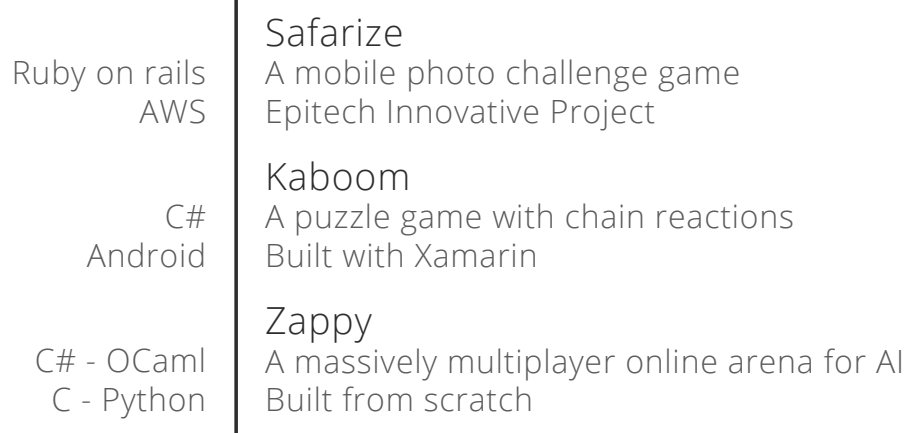 Safarize
Ruby on rails
A mobile photo challenge game
AWS
Epitech Innovative Project
Kaboom
C#
A puzzle game with chain reactions
Android
Built with Xamarin
Zappy
C# - OCaml
A massively multiplayer online arena for AI
C - Python
Built from scratch